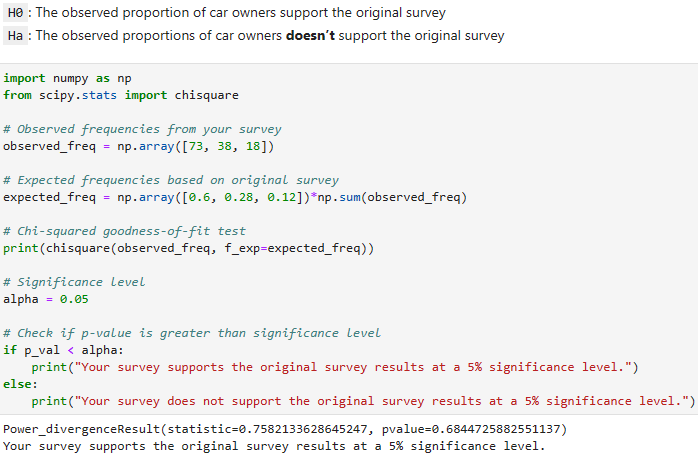 H0 : The observed proportion of car owners support the original survey
Ha : The observed proportions of car owners doesn't support the original survey
import numpy as np
from scipy.stats import chisquare
# Observed frequencies from your survey
observed_freq = np.array([73, 38, 18])
# Expected frequencies based on original survey
expected_freq = np.array([0.6, 0.28, 0.12])*np.sum(observed_freq)
# Chi-squared goodness-of-fit test
print(chisquare(observed_freq, f_exp=expected_freq))
# Significance level
alpha = 0.05
# Check if p-value is greater than significance level
if p_val < alpha:
    print("Your survey supports the original survey results at a 5% significance level.")
else:
    print("Your survey does not support the original survey results at a 5% significance level.")
Power_divergenceResult(statistic=0.7582133628645247, pvalue=0.6844725882551137)
Your survey supports the original survey results at a 5% significance level.